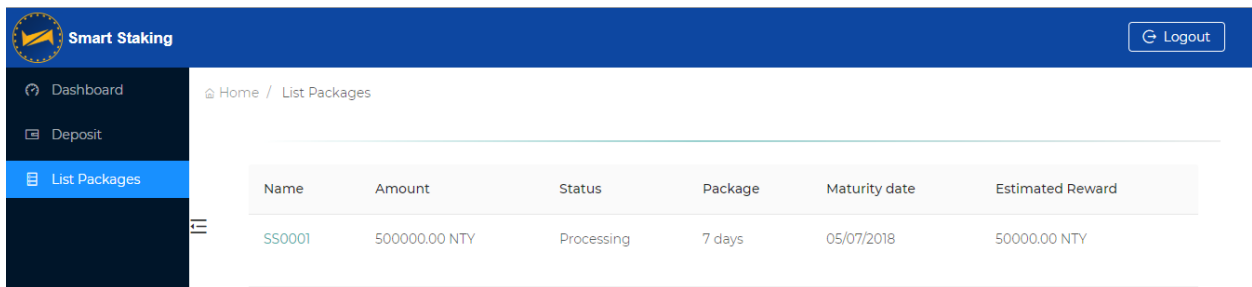 Smart Staking
Logout
Dashboard
Home / List Packages
Deposit
List Packages
Name Amount Status Package Maturity date Estimated Reward
SS0001 500000.00 NTY Processing 7 days 05/07/2018 50000.00 NTY